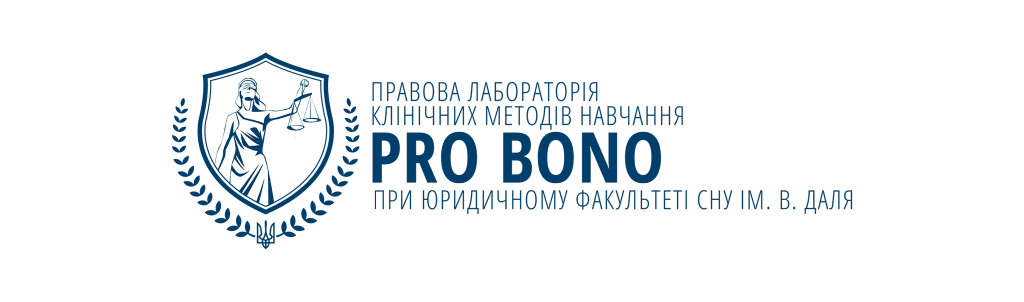 ПРАВОВА ЛАБОРАТОРІЯ
КЛІНІЧНИХ МЕТОДІВ НАВЧАННЯ
PRO BONO
ПРИ ЮРИДИЧНОМУ ФАКУЛЬТЕТІ СНУ ІМ. В. ДАЛЯ